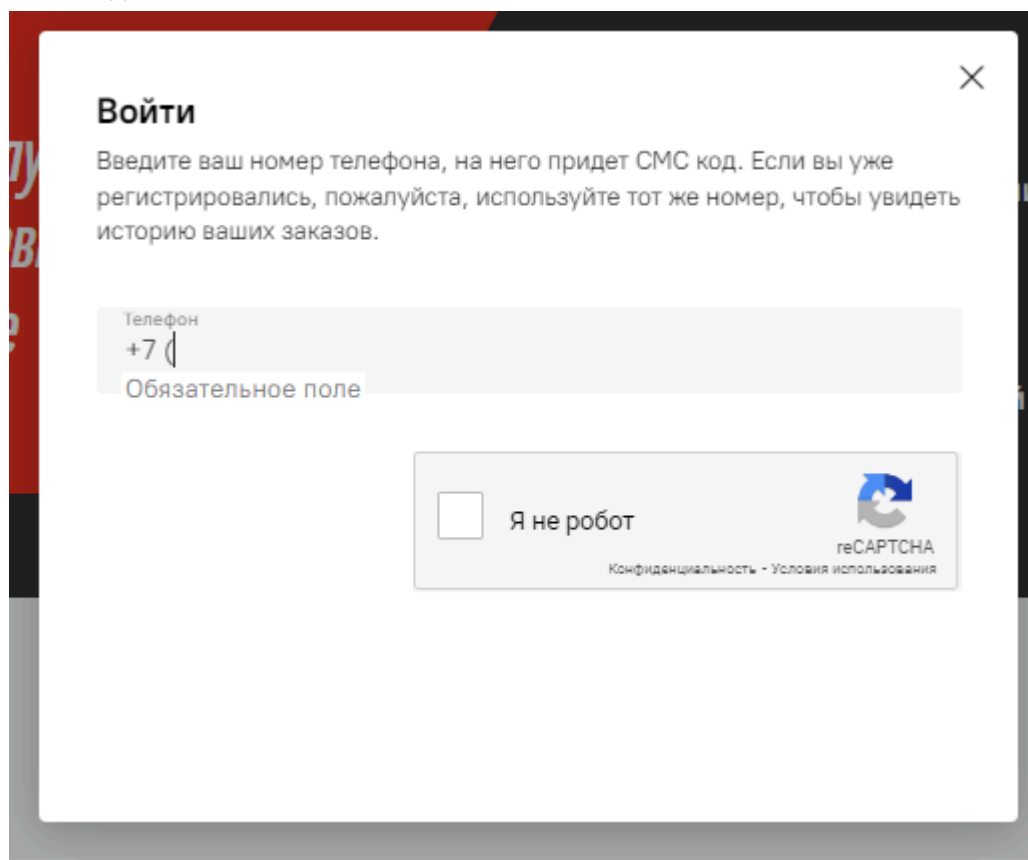 Войти
Введите ваш номер телефона, на него придет СМС код. Если вы уже
регистрировались, пожалуйста, используйте тот же номер, чтобы увидеть
историю ваших заказов.
Телефон
+7 (
Обязательное поле
Я не робот
reCAPTCHA
Конфиденциальность - Условия использования